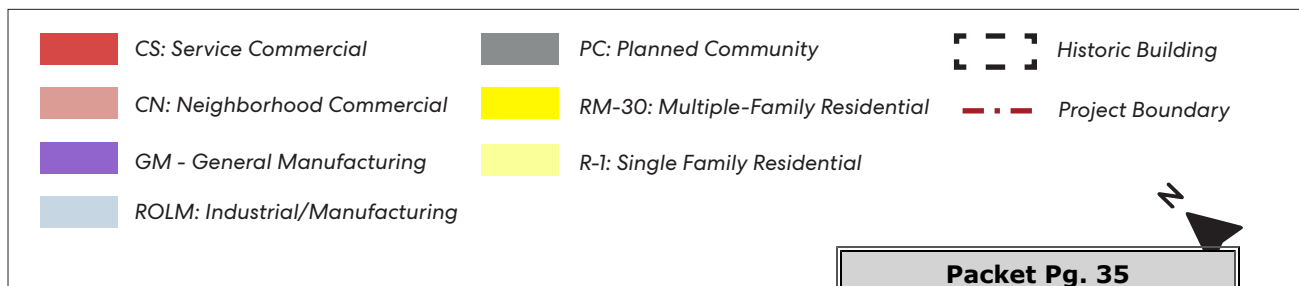 CS: Service Commercial
CN: Neighborhood Commercial
GM - General Manufacturing
ROLM: Industrial/Manufacturing
PC: Planned Community
RM-30: Multiple-Family Residential
R-1: Single Family Residential
Historic Building
Project Boundary
N
Packet Pg. 35